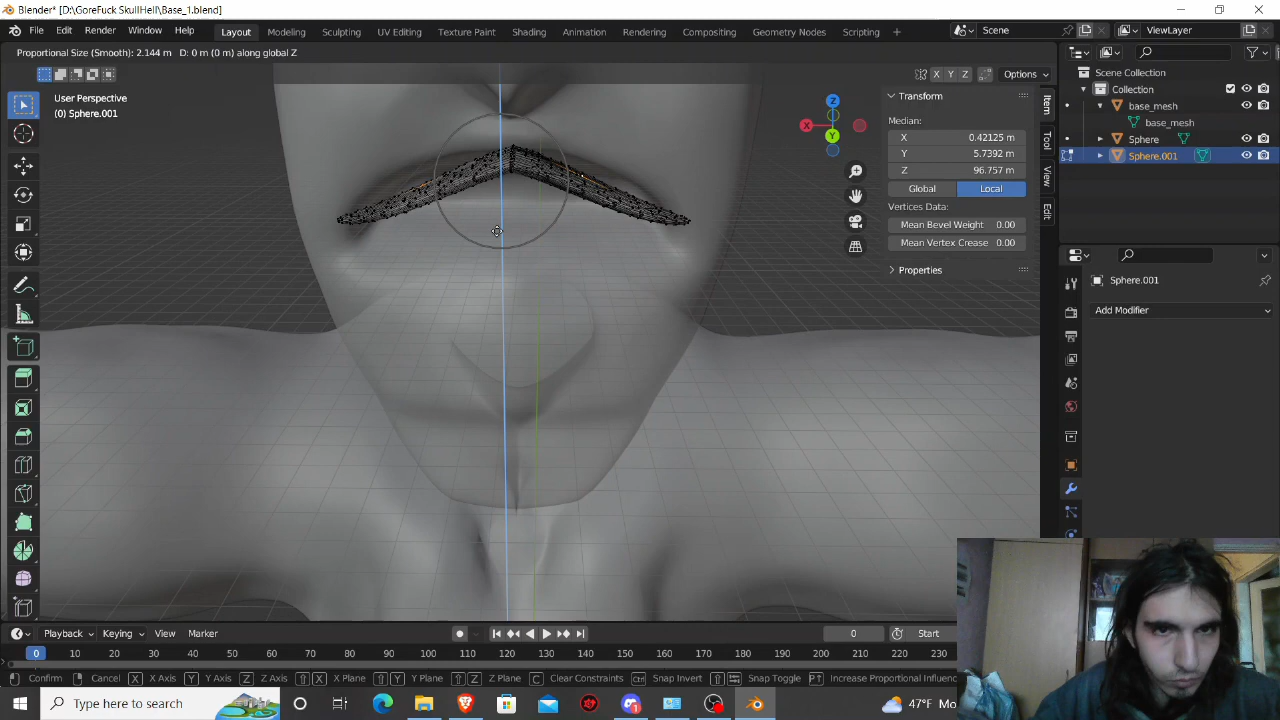 Blender* [D:\GoreFuck SkullHell\Base_1.blend]
File Edit Render Window Help Layout Modeling Sculpting UV Editing Texture Paint Shading Animation Rendering Compositing Geometry Nodes Scripting + Scene ViewLayer
Proportional Size (Smooth): 2.144 m D: 0 m (0 m) along global Z
X Y Z Options
User Perspective
(0) Sphere.001
X
Y
Z
Transform
Median:
X 0.42125 m
Y 5.7392 m
Z 96.757 m
Global Local
Vertices Data:
Mean Bevel Weight 0.00
Mean Vertex Crease 0.00
Properties
Item
Tool
View
Edit
Scene Collection
Collection
base_mesh
base_mesh
Sphere
Sphere.001
Sphere.001
Add Modifier
Playback Keying View Marker 0 Start
0 10 20 30 40 50 60 70 80 90 100 110 120 130 140 150 160 170 180 190 200 210 220 230
Confirm Cancel X X Axis Y Y Axis Z Z Axis X X Plane Y Y Plane Z Z Plane C Clear Constraints Ctrl Snap Invert Snap Toggle P Increase Proportional Influence
Type here to search 47°F Mo